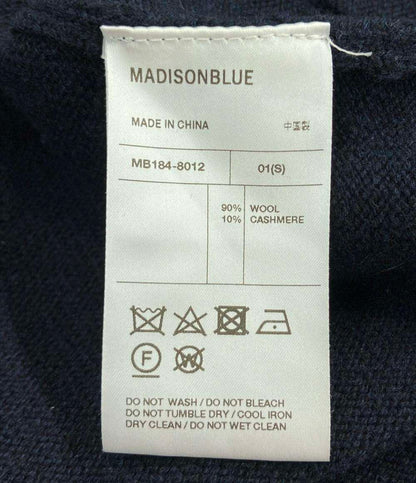 MADISONBLUE
MADE IN CHINA 中国製
MB184-8012 01(S)
90% WOOL
10% CASHMERE
F W
DO NOT WASH / DO NOT BLEACH
DO NOT TUMBLE DRY / COOL IRON
DRY CLEAN / DO NOT WET CLEAN